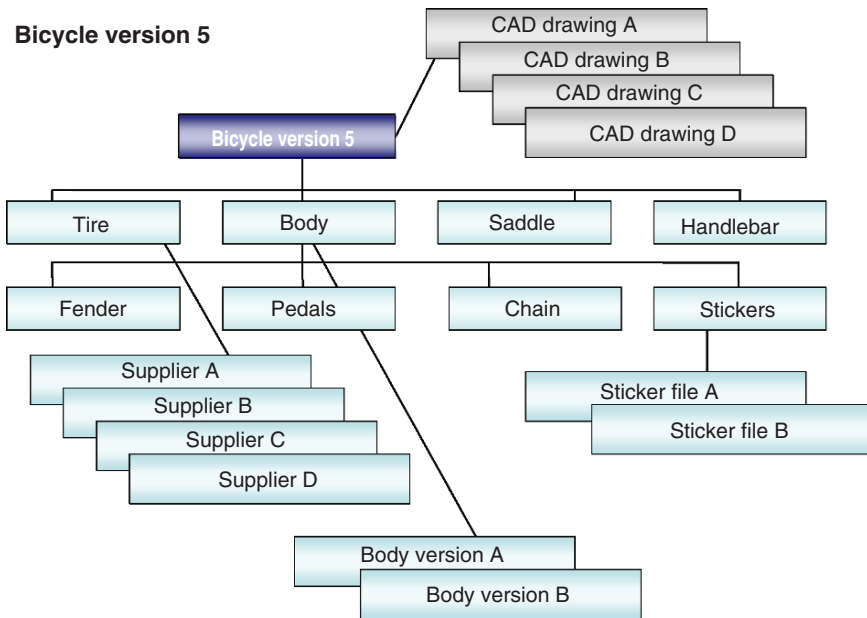 Bicycle version 5
CAD drawing A
CAD drawing B
CAD drawing C
CAD drawing D
Bicycle version 5
Tire
Body
Saddle
Handlebar
Fender
Pedals
Chain
Stickers
Supplier A
Supplier B
Supplier C
Supplier D
Sticker file A
Sticker file B
Body version A
Body version B